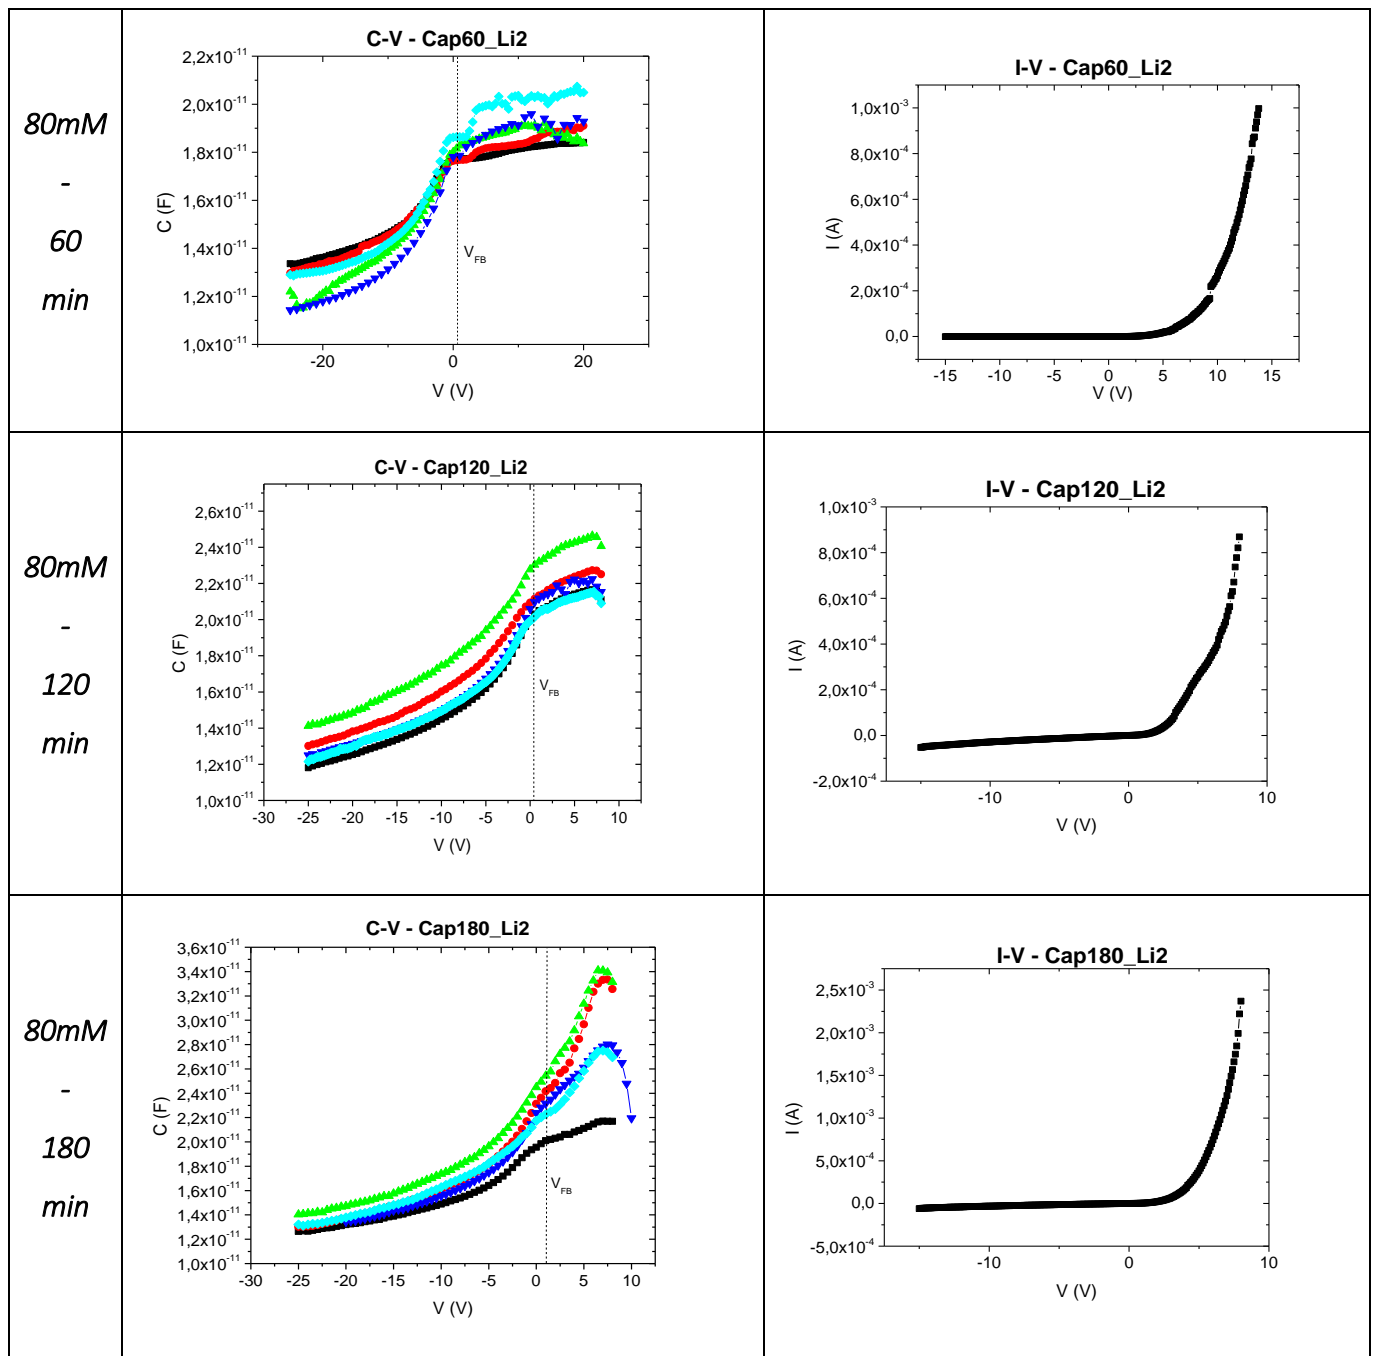 80mM
-
60
min
C-V - Cap60_Li2
2,2x10⁻¹¹
2,0x10⁻¹¹
1,8x10⁻¹¹
1,6x10⁻¹¹
1,4x10⁻¹¹
1,2x10⁻¹¹
1,0x10⁻¹¹
C (F)
V_FB
-20 0 20
V (V)
I-V - Cap60_Li2
1,0x10⁻³
8,0x10⁻⁴
6,0x10⁻⁴
4,0x10⁻⁴
2,0x10⁻⁴
0,0
I (A)
-15 -10 -5 0 5 10 15
V (V)
80mM
-
120
min
C-V - Cap120_Li2
2,6x10⁻¹¹
2,4x10⁻¹¹
2,2x10⁻¹¹
2,0x10⁻¹¹
1,8x10⁻¹¹
1,6x10⁻¹¹
1,4x10⁻¹¹
1,2x10⁻¹¹
1,0x10⁻¹¹
C (F)
V_FB
-30 -25 -20 -15 -10 -5 0 5 10
V (V)
I-V - Cap120_Li2
1,0x10⁻³
8,0x10⁻⁴
6,0x10⁻⁴
4,0x10⁻⁴
2,0x10⁻⁴
0,0
-2,0x10⁻⁴
I (A)
-10 0 10
V (V)
80mM
-
180
min
C-V - Cap180_Li2
3,6x10⁻¹¹
3,4x10⁻¹¹
3,2x10⁻¹¹
3,0x10⁻¹¹
2,8x10⁻¹¹
2,6x10⁻¹¹
2,4x10⁻¹¹
2,2x10⁻¹¹
2,0x10⁻¹¹
1,8x10⁻¹¹
1,6x10⁻¹¹
1,4x10⁻¹¹
1,2x10⁻¹¹
1,0x10⁻¹¹
C (F)
V_FB
-30 -25 -20 -15 -10 -5 0 5 10
V (V)
I-V - Cap180_Li2
2,5x10⁻³
2,0x10⁻³
1,5x10⁻³
1,0x10⁻³
5,0x10⁻⁴
0,0
-5,0x10⁻⁴
I (A)
-10 0 10
V (V)